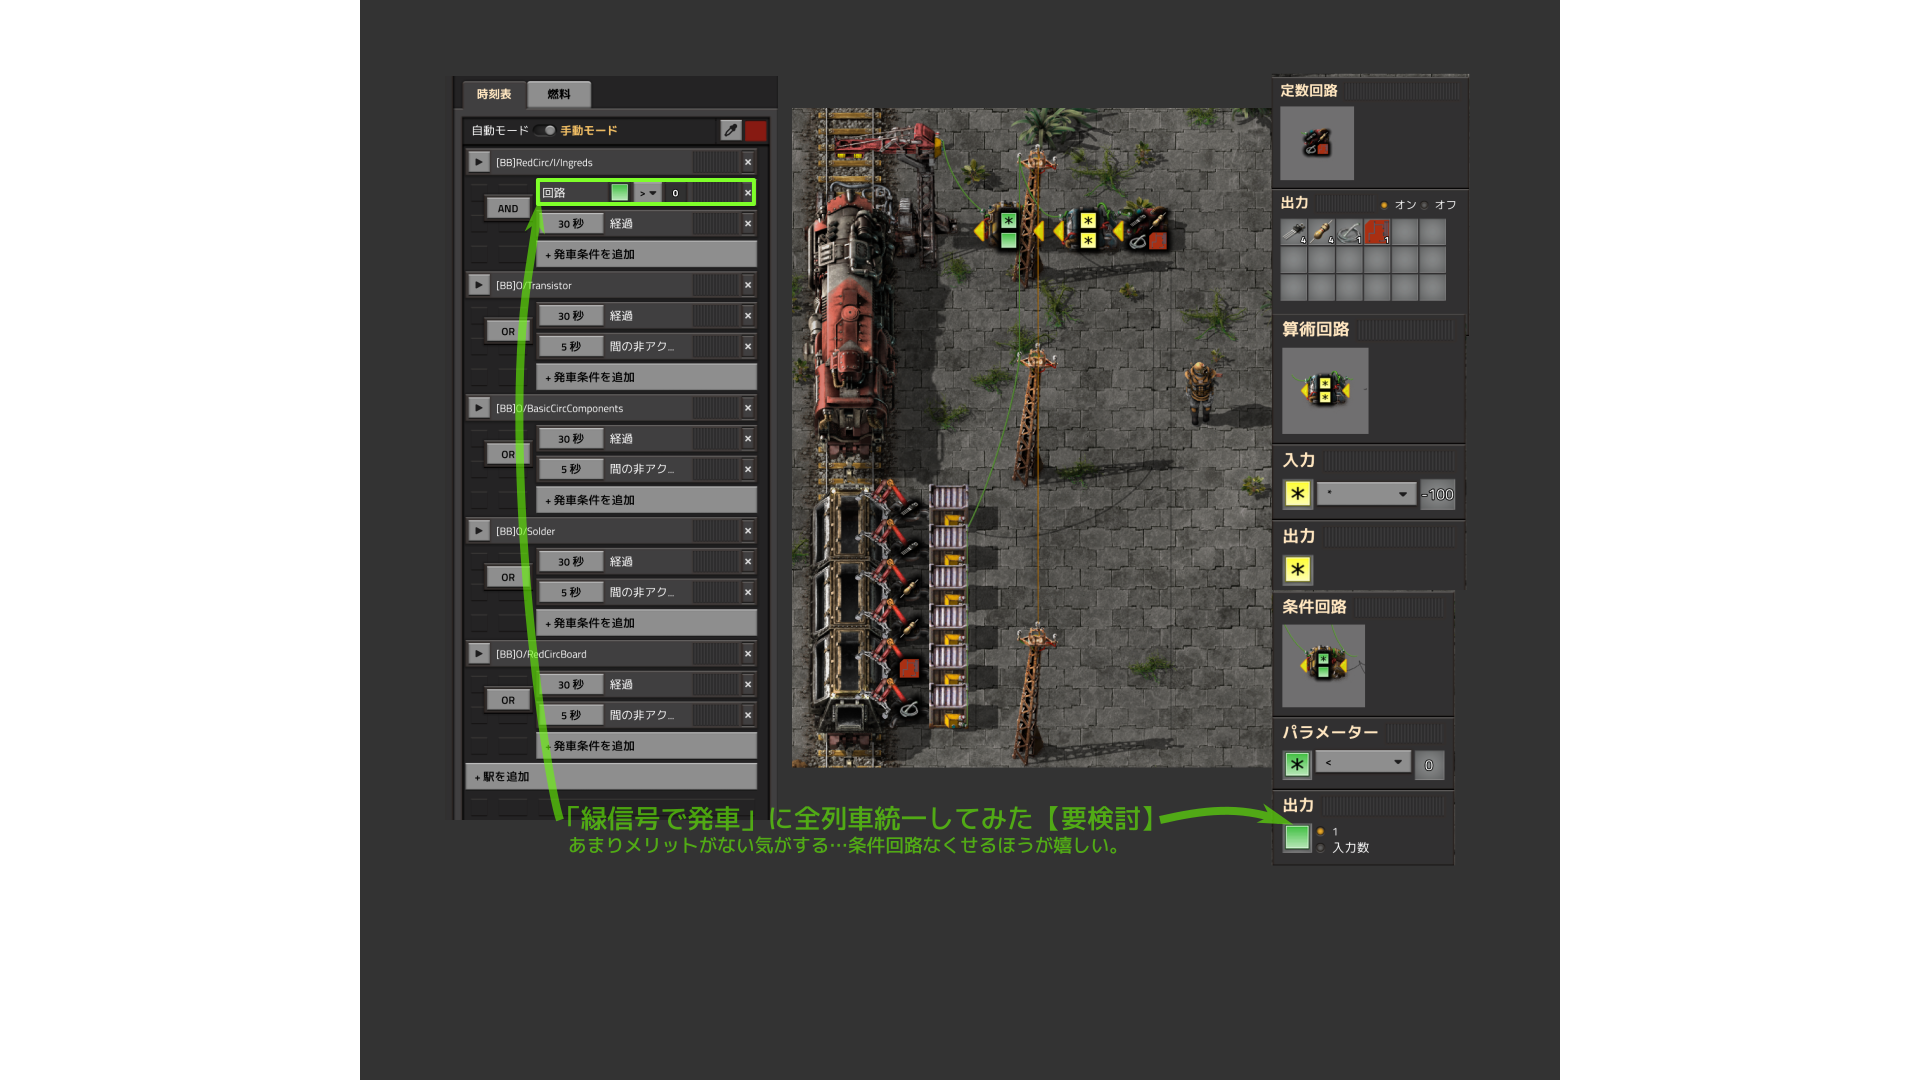 時刻表
燃料
自動モード
手動モード
[BB]RedCirc/I/Ingreds
回路 > 0
AND
30 秒 経過
+ 発車条件を追加
[BB]O/Transistor
30 秒 経過
OR
5 秒 間の非アク...
+ 発車条件を追加
[BB]O/BasicCircComponents
30 秒 経過
OR
5 秒 間の非アク...
+ 発車条件を追加
[BB]O/Solder
30 秒 経過
OR
5 秒 間の非アク...
+ 発車条件を追加
[BB]O/RedCircBoard
30 秒 経過
OR
5 秒 間の非アク...
+ 発車条件を追加
+ 駅を追加
「緑信号で発車」に全列車統一してみた【要検討】
あまりメリットがない気がする…条件回路なくせるほうが嬉しい。
定数回路
出力
オン オフ
4 4 1 1
算術回路
入力
* -100
出力
条件回路
パラメーター
< 0
出力
1
入力数